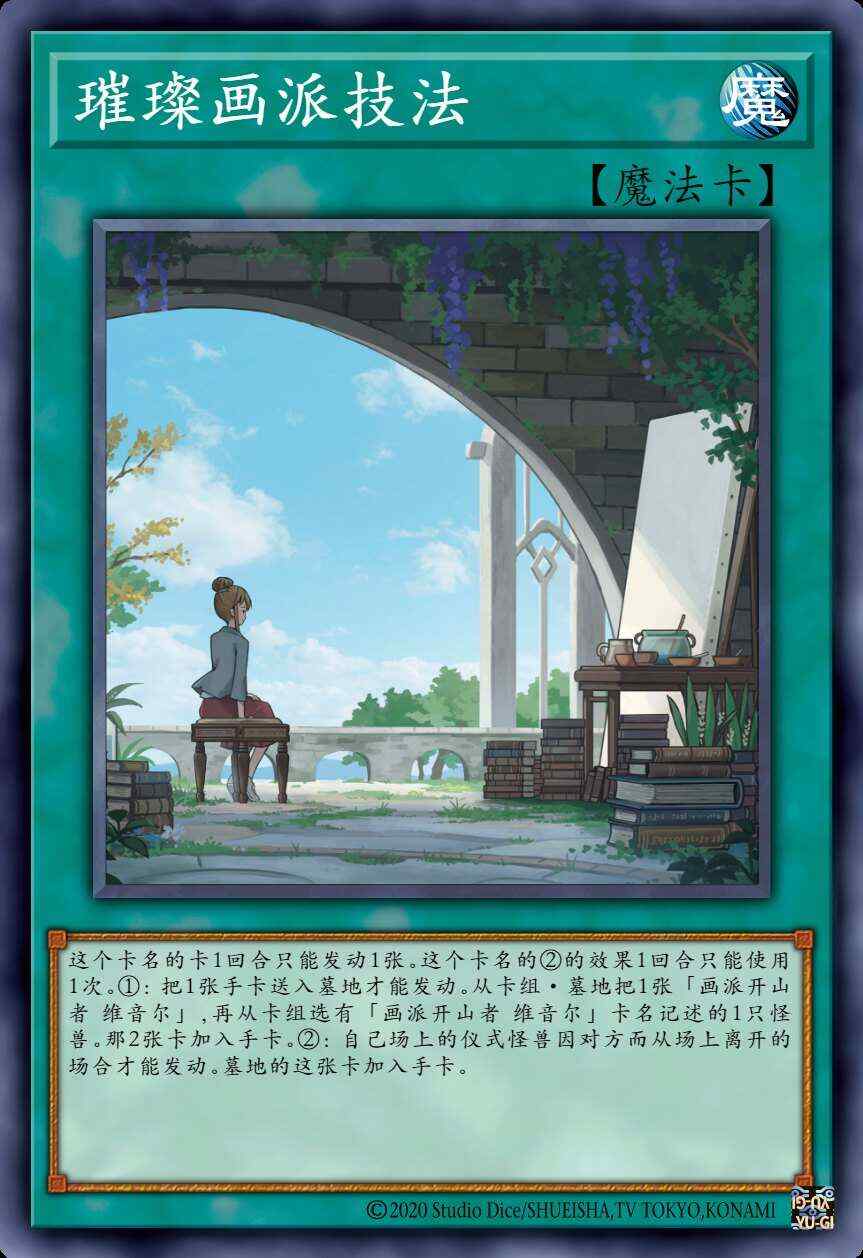 璀璨画派技法
魔
【魔法卡】
这个卡名的卡1回合只能发动1张。这个卡名的②的效果1回合只能使用
1次。①: 把1张手卡送入墓地才能发动。从卡组·墓地把1张「画派开山
者 维音尔」,再从卡组选有「画派开山者 维音尔」卡名记述的1只怪
兽。那2张卡加入手卡。②: 自己场上的仪式怪兽因对方而从场上离开的
场合才能发动。墓地的这张卡加入手卡。
©2020 Studio Dice/SHUEISHA,TV TOKYO,KONAMI